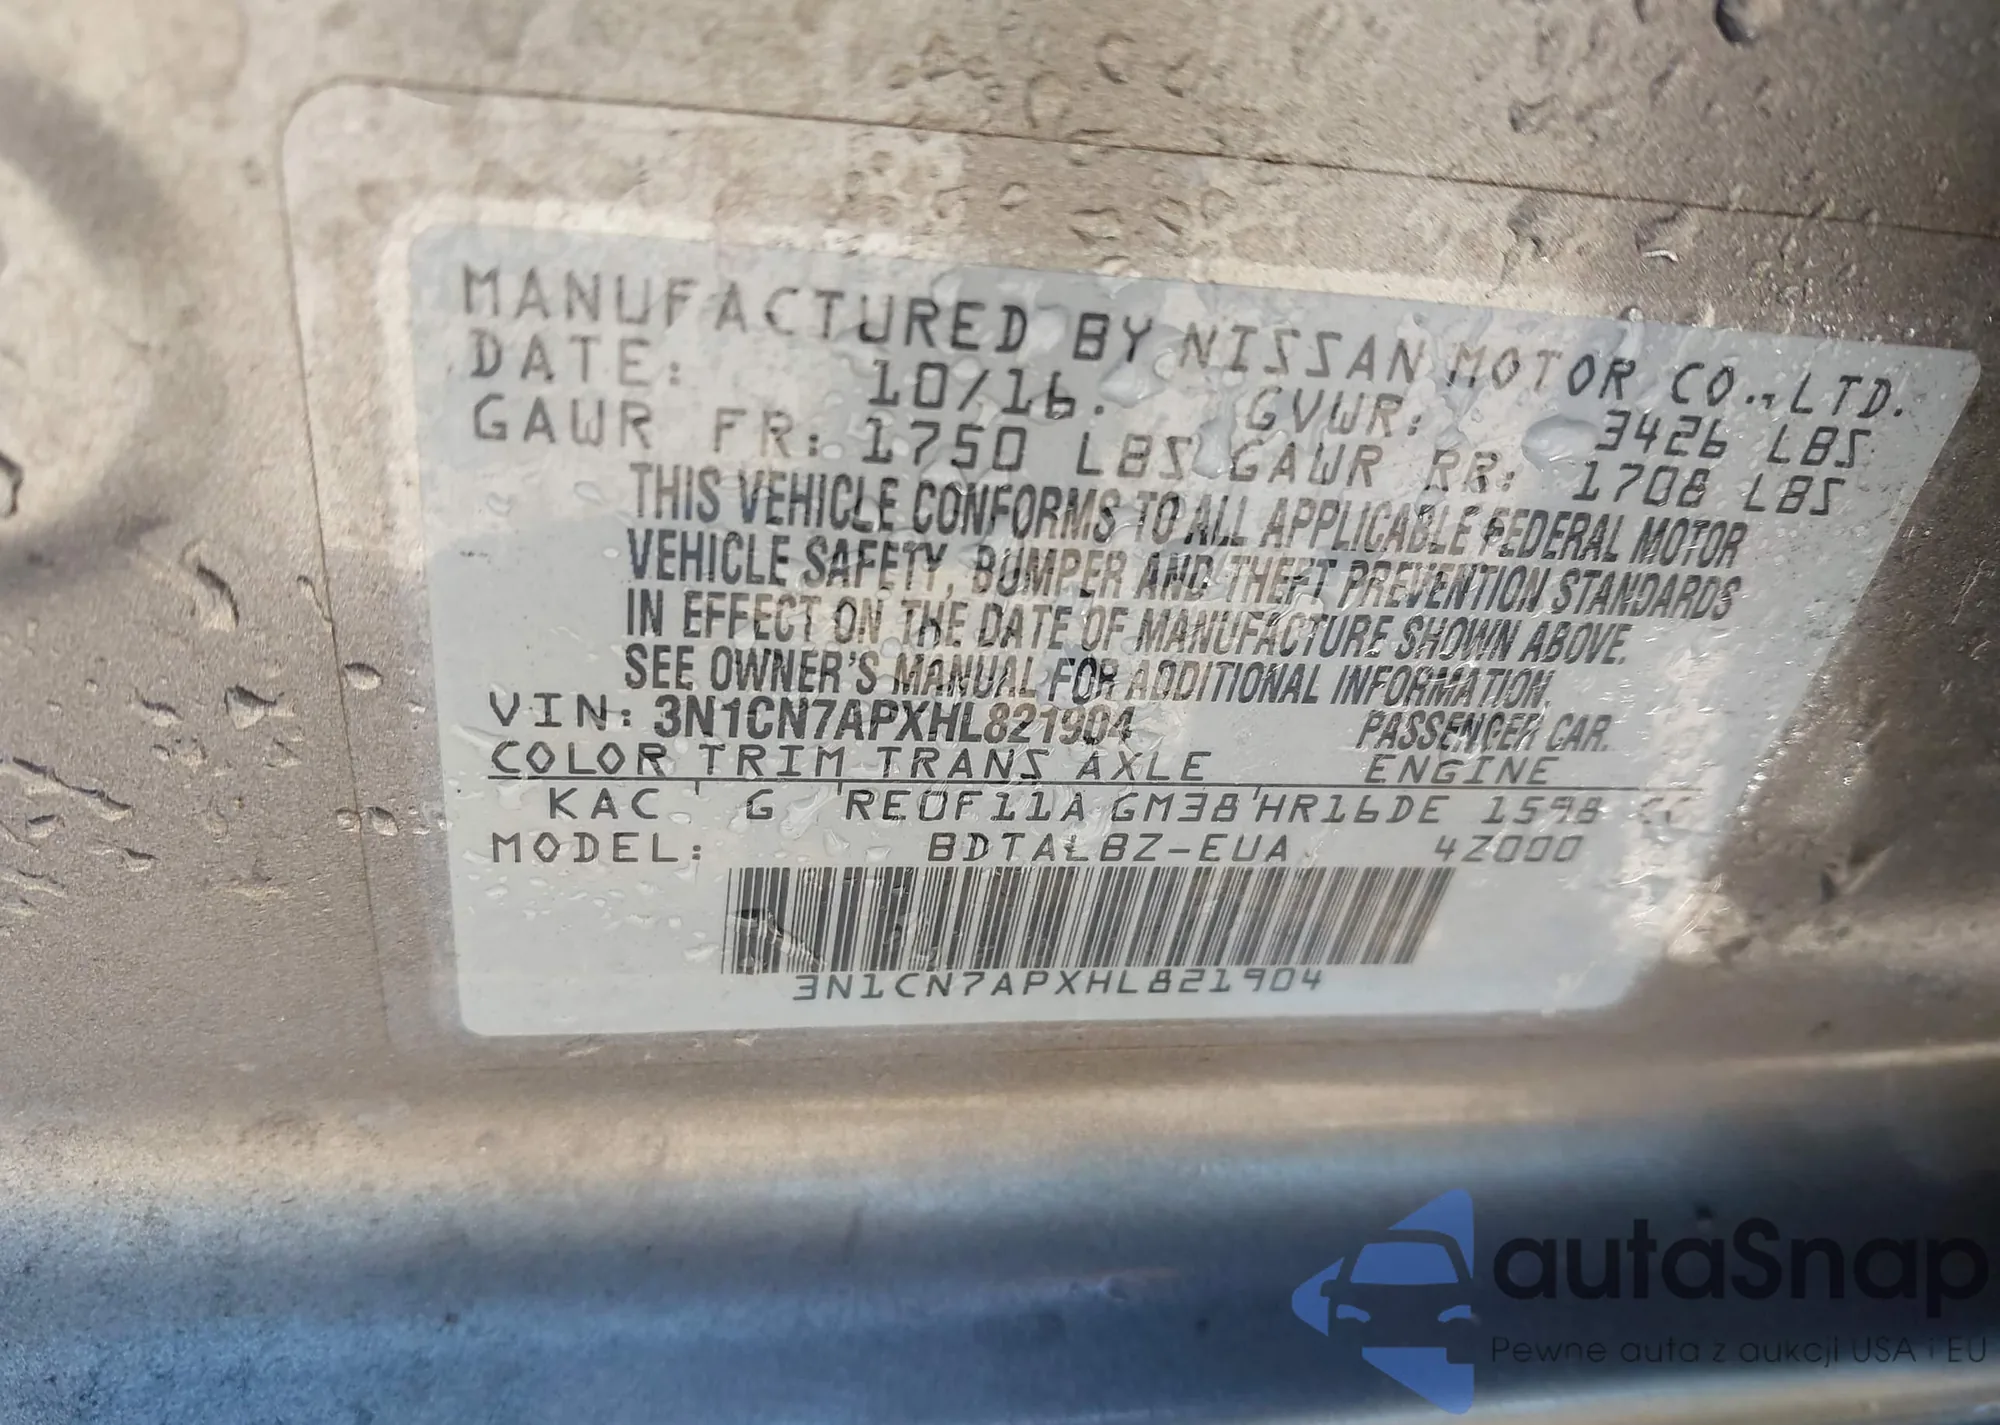 MANUFACTURED BY NISSAN MOTOR CO., LTD.
DATE: 10/16. GVWR: 3426 LBS
GAWR FR: 1750 LBS GAWR RR: 1708 LBS
THIS VEHICLE CONFORMS TO ALL APPLICABLE FEDERAL MOTOR
VEHICLE SAFETY, BUMPER AND THEFT PREVENTION STANDARDS
IN EFFECT ON THE DATE OF MANUFACTURE SHOWN ABOVE.
SEE OWNER'S MANUAL FOR ADDITIONAL INFORMATION.
VIN: 3N1CN7APXHL821904 PASSENGER CAR.
COLOR TRIM TRANS AXLE ENGINE
KAC G RE0F11A GM38 HR16DE 1598 CC
MODEL: BDTALBZ-EUA 4Z000
3N1CN7APXHL821904
autaSnap
Pewne auta z aukcji USA i EU